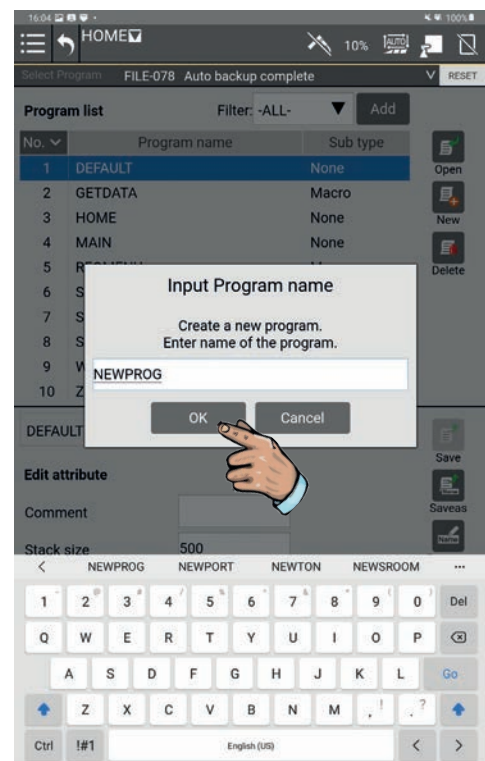 16:04 100%
HOME 10% AUTO
Select Program FILE-078 Auto backup complete RESET
Program list Filter: -ALL- Add
No. Program name Sub type
1 DEFAULT None
Open
2 GETDATA Macro
3 HOME None
New
4 MAIN None
5
Delete
6 S
7 S
8 S
9 W
10 Z
Input Program name
Create a new program.
Enter name of the program.
NEWPROG
OK Cancel
DEFAULT
Save
Edit attribute
Comment
Saveas
Stack size 500
< NEWPROG NEWPORT NEWTON NEWSROOM ...
1 2 3 4 5 6 7 8 9 0 Del
Q W E R T Y U I O P
A S D F G H J K L Go
Z X C V B N M , ! . ?
Ctrl !#1 English (US) < >